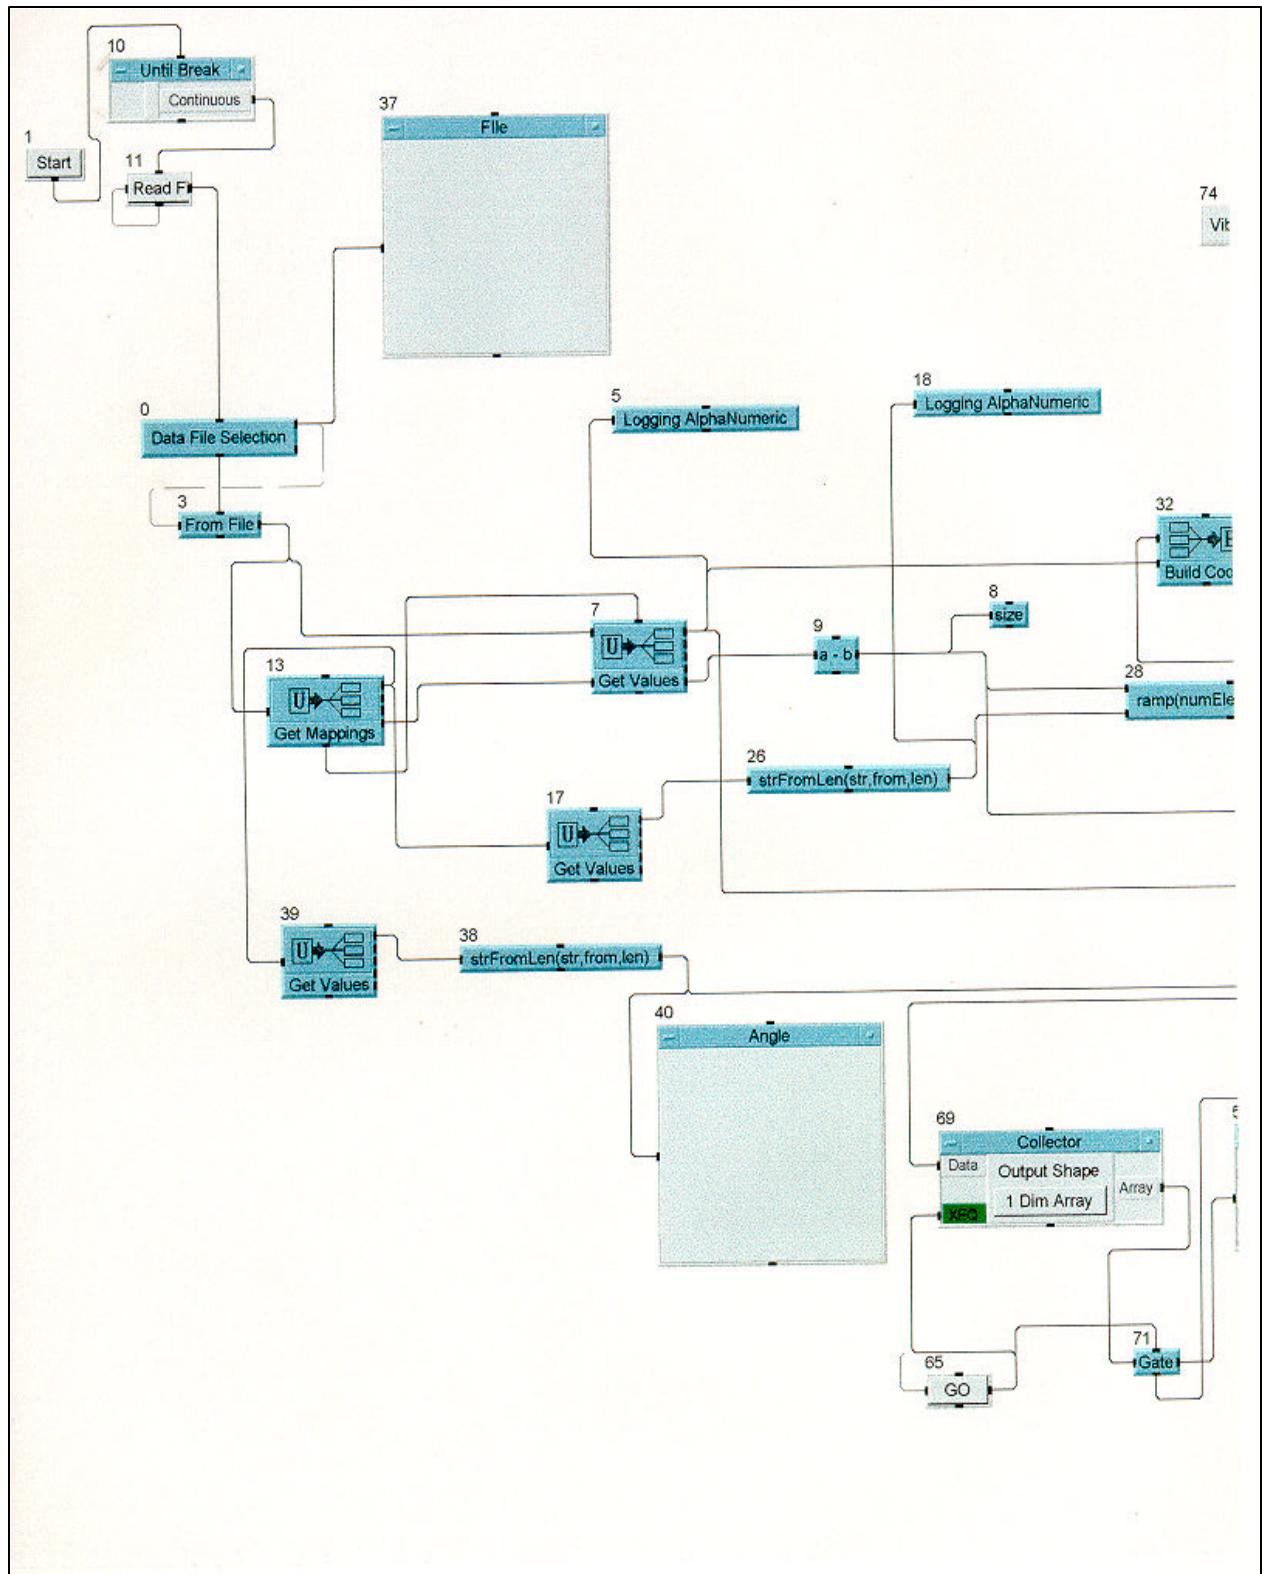 10
Until Break
Continuous
1
Start
11
Read F
37
File
74
Vib
0
Data File Selection
5
Logging AlphaNumeric
18
Logging AlphaNumeric
3
From File
32
Build Coo
7
U
Get Values
9
a - b
8
size
13
U
Get Mappings
28
ramp(numEle
26
strFromLen(str,from,len)
17
U
Get Values
39
U
Get Values
38
strFromLen(str,from,len)
40
Angle
69
Collector
Data
Output Shape
Array
1 Dim Array
XEQ
71
Gate
65
GO